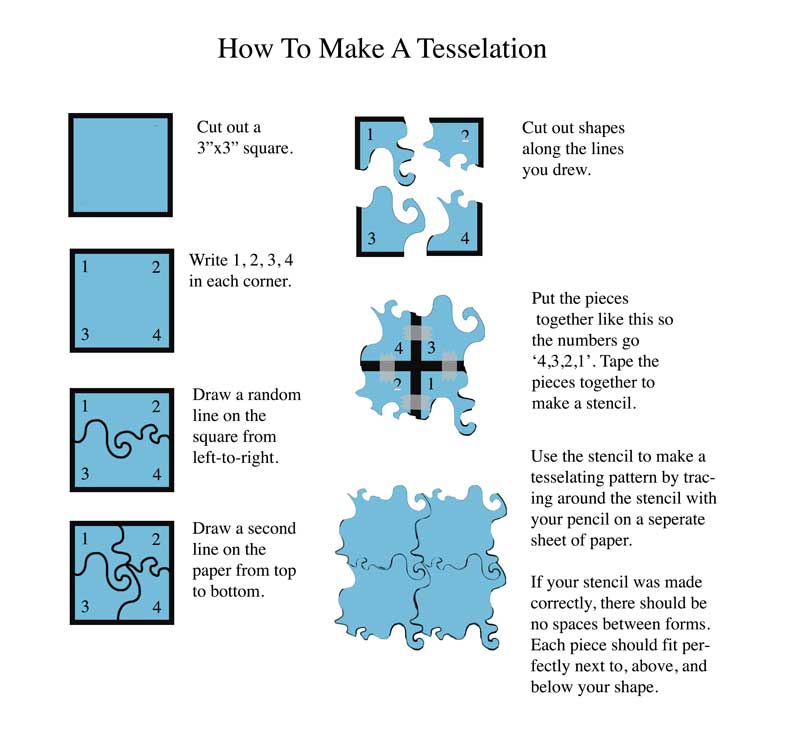 How To Make A Tesselation
Cut out a
3”x3” square.
1 2
3 4
Write 1, 2, 3, 4
in each corner.
1 2
3 4
Draw a random
line on the
square from
left-to-right.
1 2
3 4
Draw a second
line on the
paper from top
to bottom.
1 2
3 4
Cut out shapes
along the lines
you drew.
4 3
2 1
Put the pieces
together like this so
the numbers go
‘4,3,2,1’. Tape the
pieces together to
make a stencil.
Use the stencil to make a
tesselating pattern by trac-
ing around the stencil with
your pencil on a seperate
sheet of paper.
If your stencil was made
correctly, there should be
no spaces between forms.
Each piece should fit per-
fectly next to, above, and
below your shape.